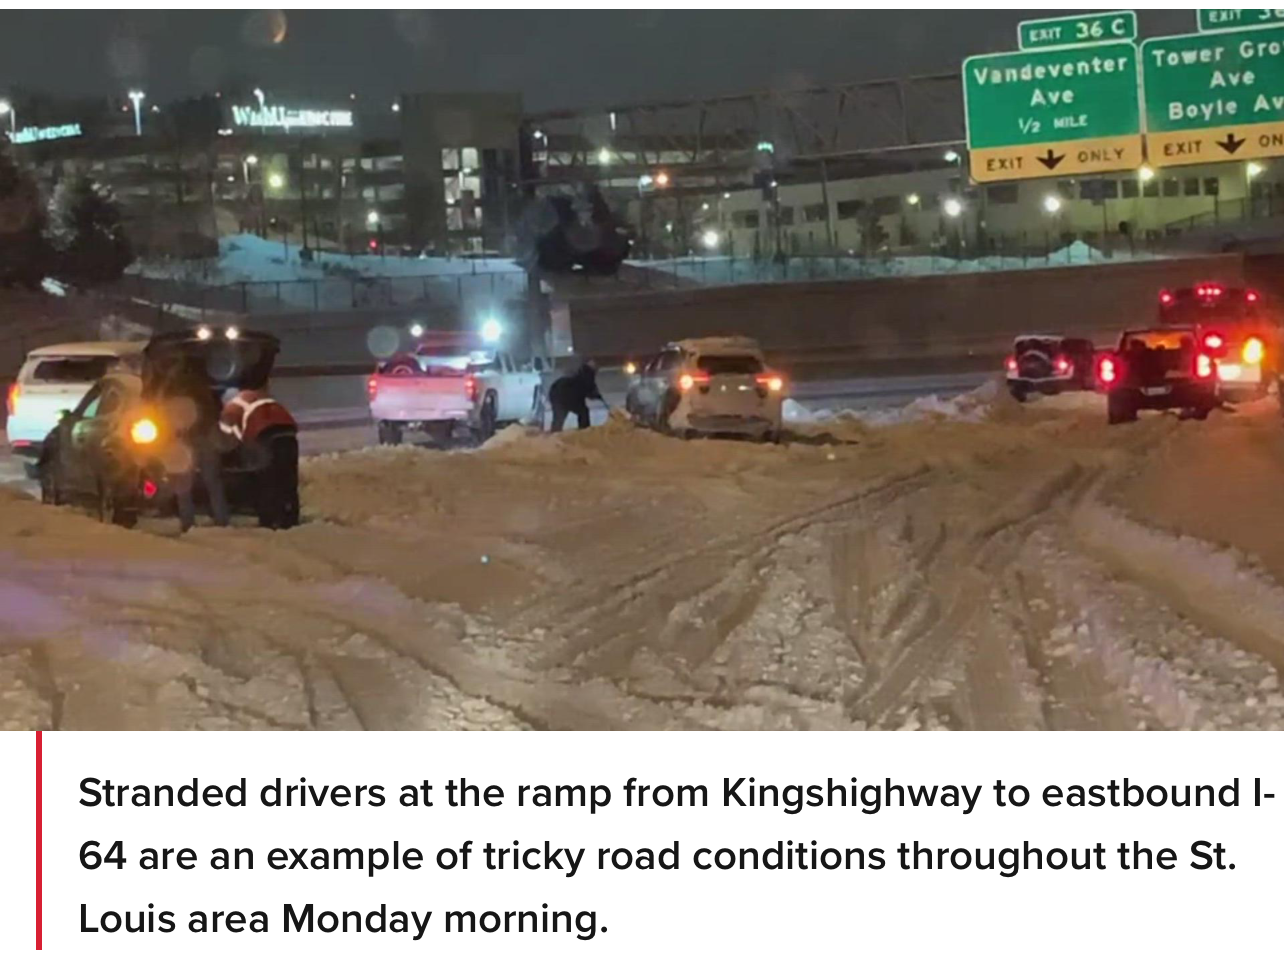 EXIT 36 C
EXIT
Vandeventer
Ave
1/2 MILE
EXIT ONLY
Tower Gro
Ave
Boyle Av
EXIT ON
WashU
Stranded drivers at the ramp from Kingshighway to eastbound I-
64 are an example of tricky road conditions throughout the St.
Louis area Monday morning.